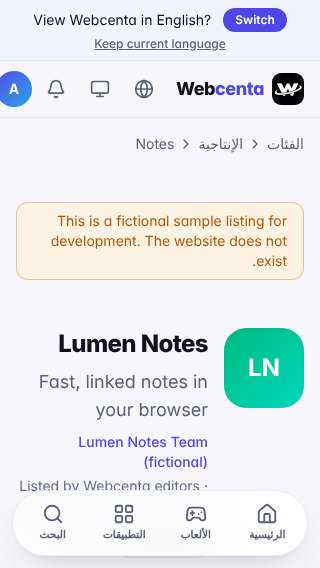 View Webcenta in English? Switch
Keep current language
A Webcenta
الفئات > الإنتاجية > Notes
This is a fictional sample listing for
development. The website does not
exist.
LN
Lumen Notes
Fast, linked notes in
your browser
Lumen Notes Team
(fictional)
Listed by Webcenta editors ·
الرئيسية الألعاب التطبيقات البحث